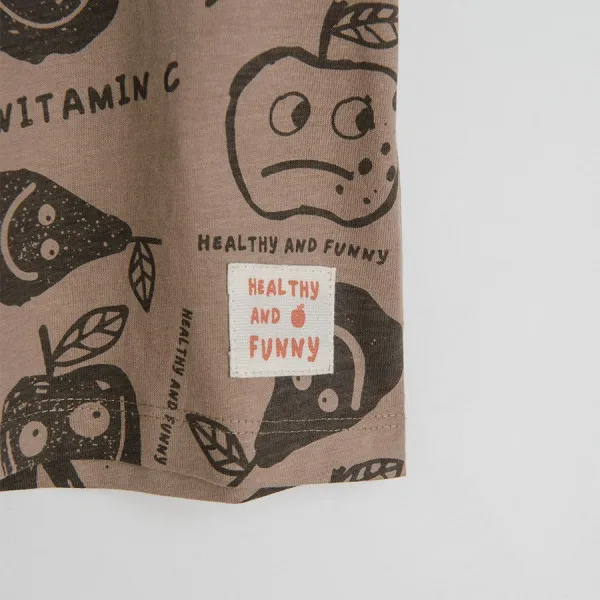 VITAMIN C
HEALTHY AND FUNNY
HEALTHY
AND
FUNNY
HEALTHY AND FUNNY